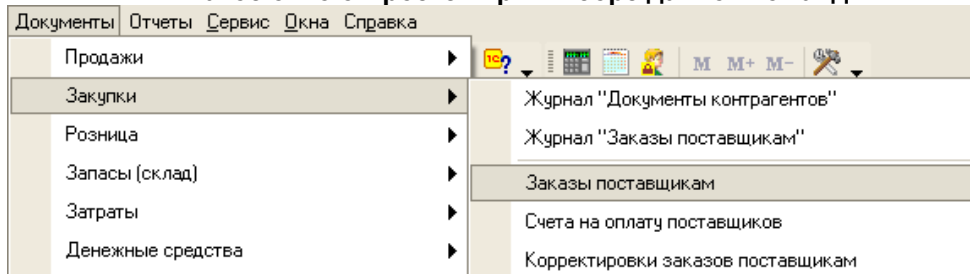 Документы Отчеты Сервис Окна Справка
Продажи
M M+ M-
Закупки
Журнал "Документы контрагентов"
Розница
Журнал "Заказы поставщикам"
Запасы (склад)
Заказы поставщикам
Затраты
Счета на оплату поставщиков
Денежные средства
Корректировки заказов поставщикам